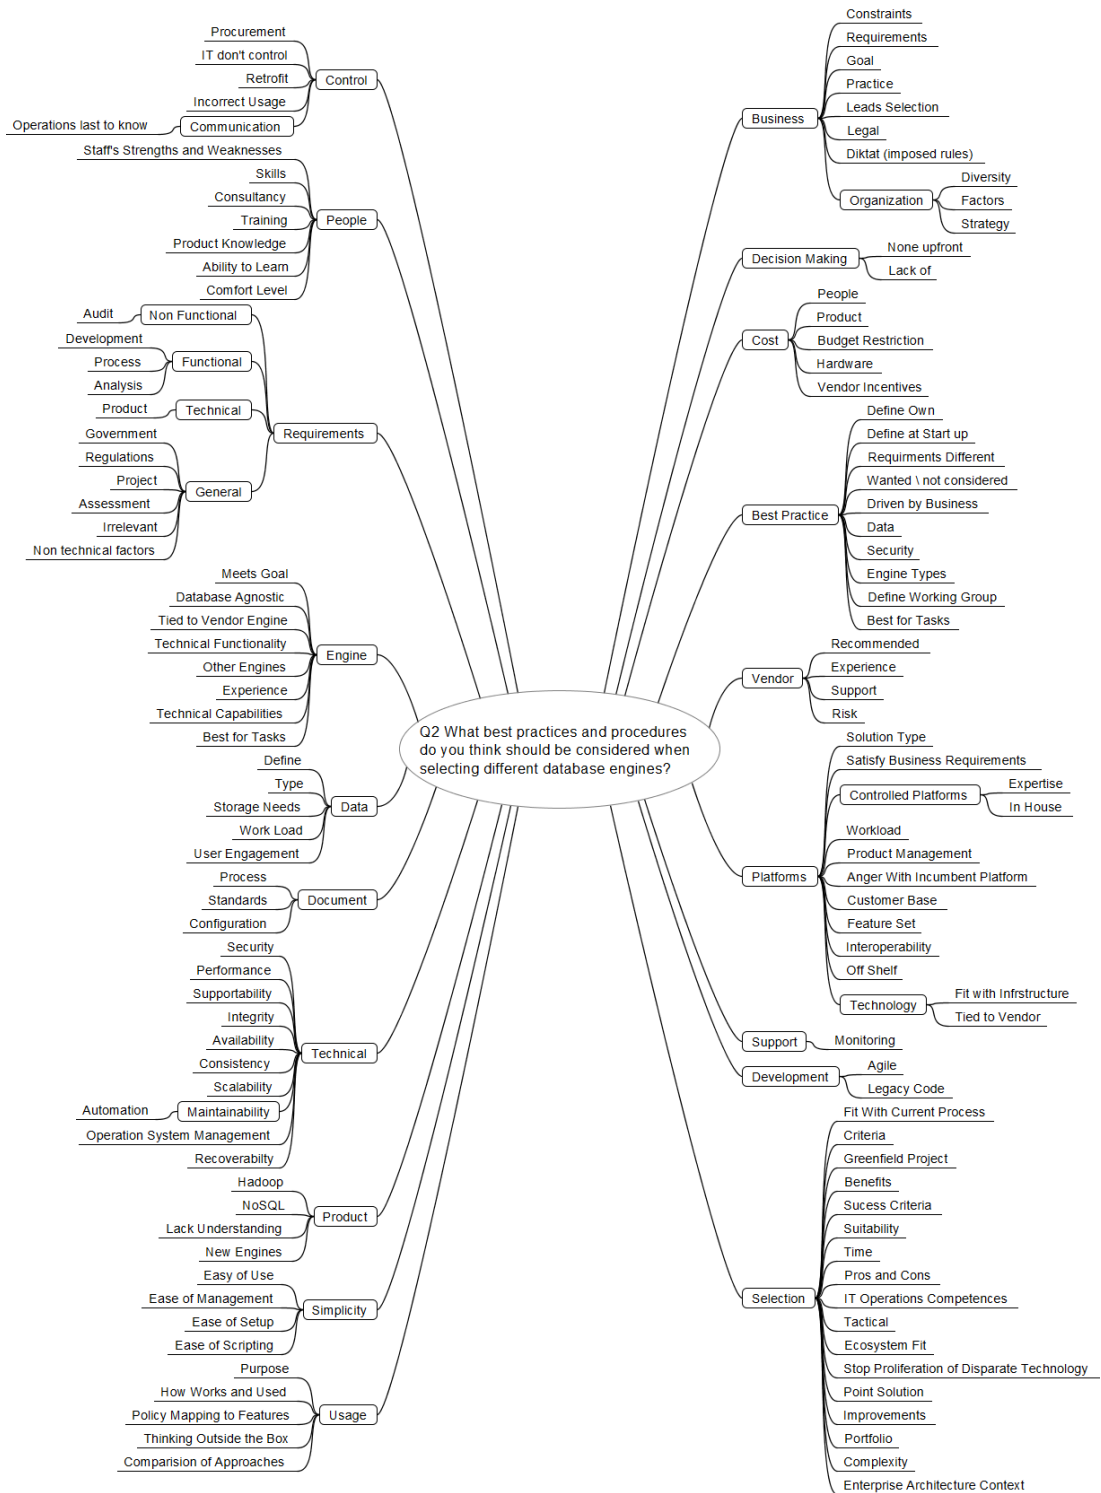 Procurement
IT don't control
Retrofit
Incorrect Usage
Operations last to know
Communication
Control
Staff's Strengths and Weaknesses
Skills
Consultancy
Training
Product Knowledge
Ability to Learn
Comfort Level
People
Audit
Non Functional
Development
Process
Analysis
Functional
Product
Technical
Government
Regulations
Project
Assessment
Irrelevant
Non technical factors
General
Requirements
Meets Goal
Database Agnostic
Tied to Vendor Engine
Technical Functionality
Other Engines
Experience
Technical Capabilities
Best for Tasks
Engine
Define
Type
Storage Needs
Work Load
User Engagement
Data
Process
Standards
Configuration
Document
Security
Performance
Supportability
Integrity
Availability
Consistency
Scalability
Automation
Maintainability
Operation System Management
Recoverabilty
Technical
Hadoop
NoSQL
Lack Understanding
New Engines
Product
Easy of Use
Ease of Management
Ease of Setup
Ease of Scripting
Simplicity
Purpose
How Works and Used
Policy Mapping to Features
Thinking Outside the Box
Comparision of Approaches
Usage
Q2 What best practices and procedures
do you think should be considered when
selecting different database engines?
Business
Constraints
Requirements
Goal
Practice
Leads Selection
Legal
Diktat (imposed rules)
Organization
Diversity
Factors
Strategy
Decision Making
None upfront
Lack of
Cost
People
Product
Budget Restriction
Hardware
Vendor Incentives
Best Practice
Define Own
Define at Start up
Requirments Different
Wanted \ not considered
Driven by Business
Data
Security
Engine Types
Define Working Group
Best for Tasks
Vendor
Recommended
Experience
Support
Risk
Platforms
Solution Type
Satisfy Business Requirements
Controlled Platforms
Expertise
In House
Workload
Product Management
Anger With Incumbent Platform
Customer Base
Feature Set
Interoperability
Off Shelf
Technology
Fit with Infrstructure
Tied to Vendor
Support
Monitoring
Development
Agile
Legacy Code
Selection
Fit With Current Process
Criteria
Greenfield Project
Benefits
Sucess Criteria
Suitability
Time
Pros and Cons
IT Operations Competences
Tactical
Ecosystem Fit
Stop Proliferation of Disparate Technology
Point Solution
Improvements
Portfolio
Complexity
Enterprise Architecture Context